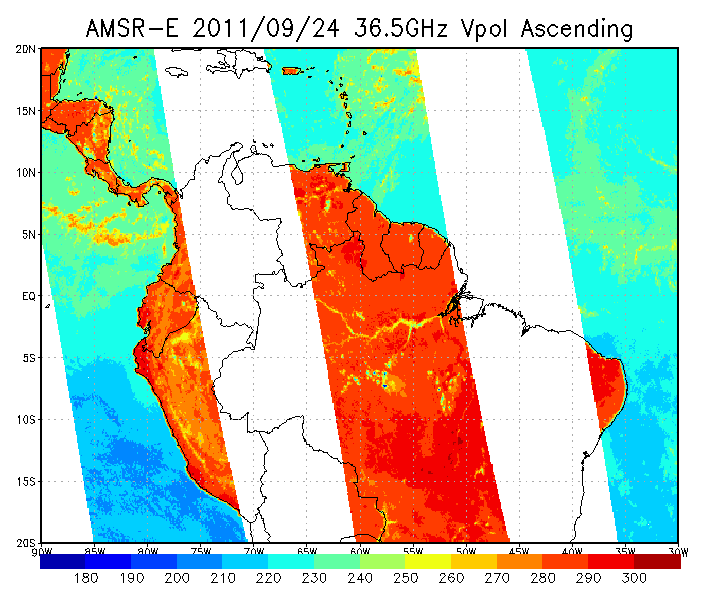 AMSR-E 2011/09/24 36.5GHz Vpol Ascending
20N
15N
10N
5N
EQ
5S
10S
15S
20S
90W 85W 80W 75W 70W 65W 60W 55W 50W 45W 40W 35W 30W
180 190 200 210 220 230 240 250 260 270 280 290 300